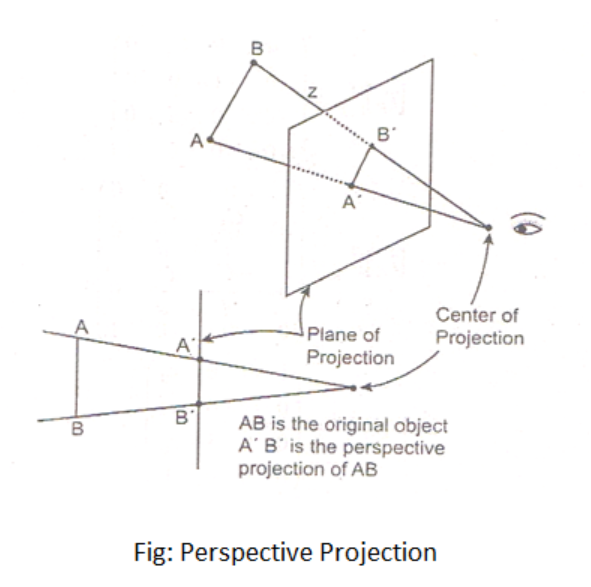 B
z
B´
A
A´
Center of
Projection
Plane of
Projection
A
A´
B´
B
AB is the original object
A´ B´ is the perspective
projection of AB
Fig: Perspective Projection